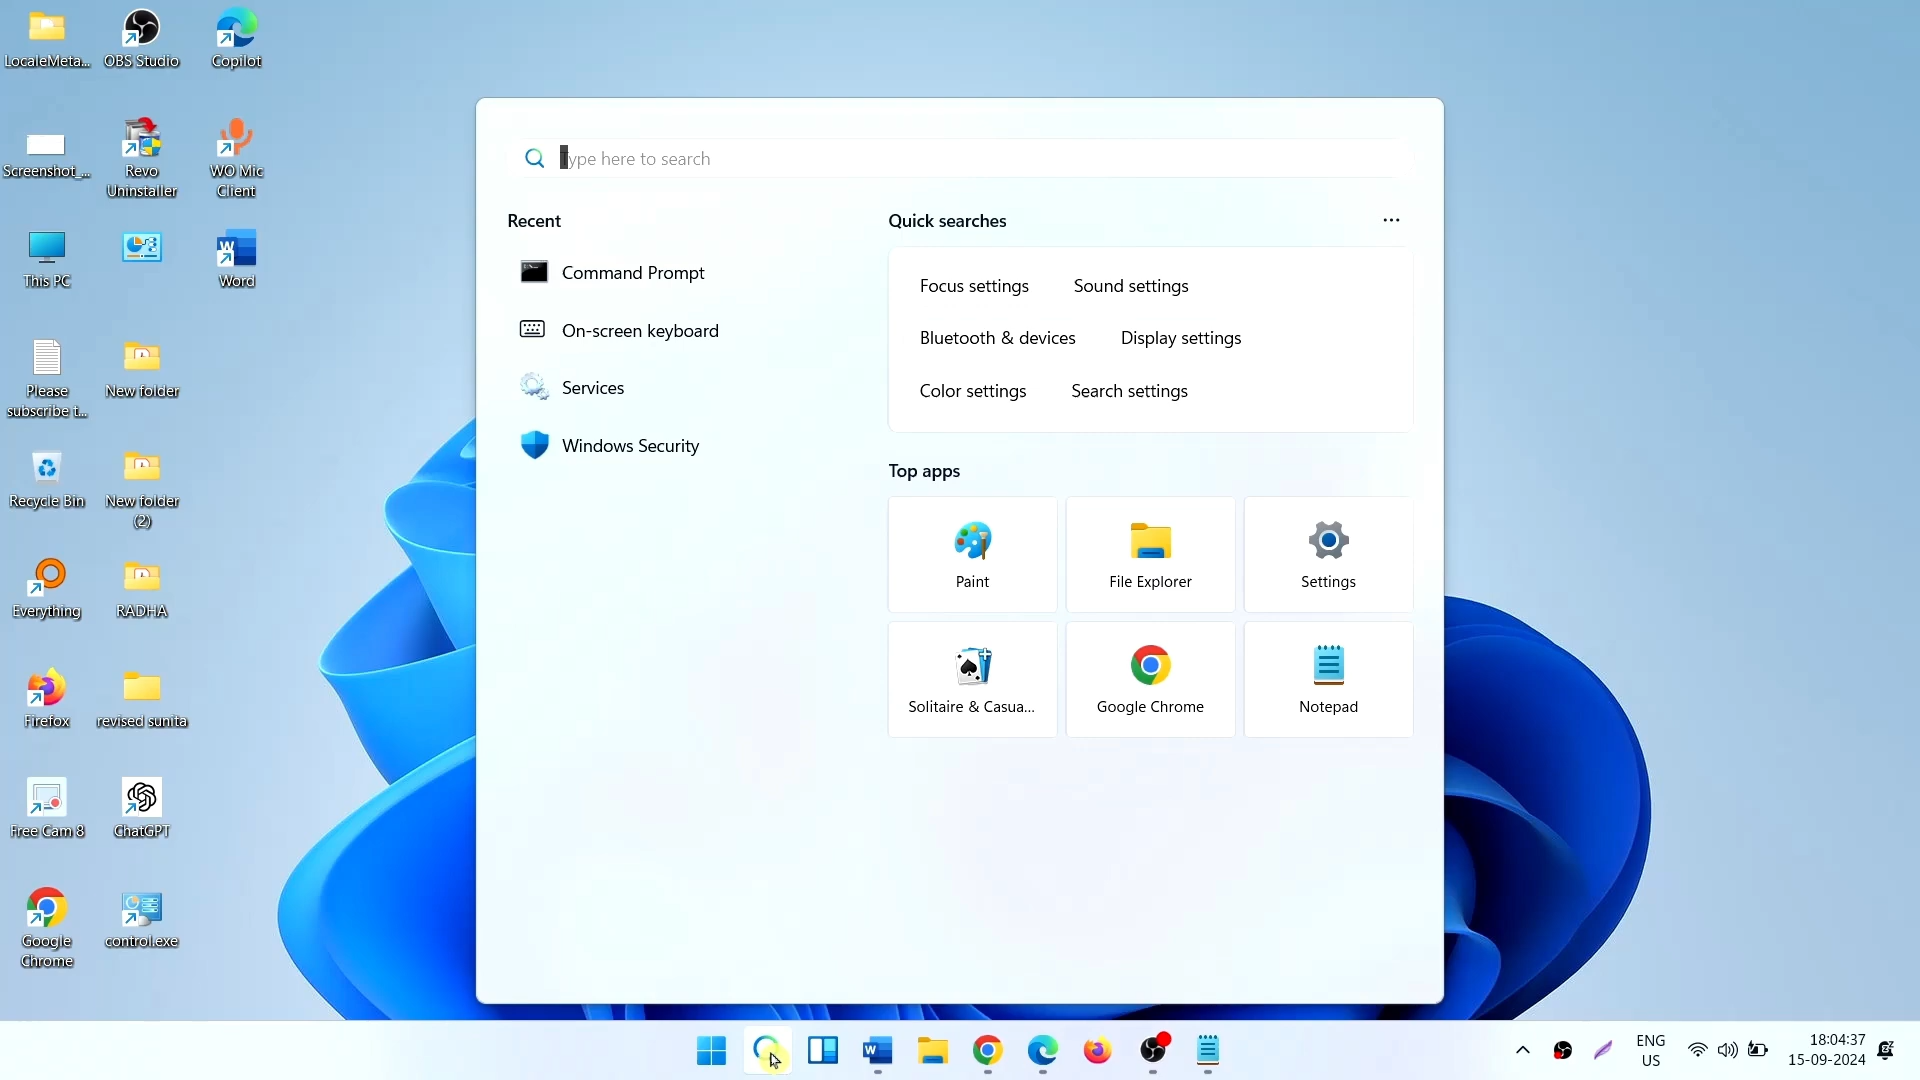 LocaleMeta...
OBS Studio
Copilot
Screenshot_...
Revo
Uninstaller
WO Mic
Client
This PC
Word
Please
subscribe t...
New folder
Recycle Bin
New folder
(2)
Everything
RADHA
Firefox
revised sunita
Free Cam 8
ChatGPT
Google
Chrome
control.exe
Type here to search
Recent
Command Prompt
On-screen keyboard
Services
Windows Security
Quick searches
Focus settings Sound settings
Bluetooth & devices Display settings
Color settings Search settings
Top apps
Paint File Explorer Settings
Solitaire & Casua... Google Chrome Notepad
ENG
US
18:04:37
15-09-2024